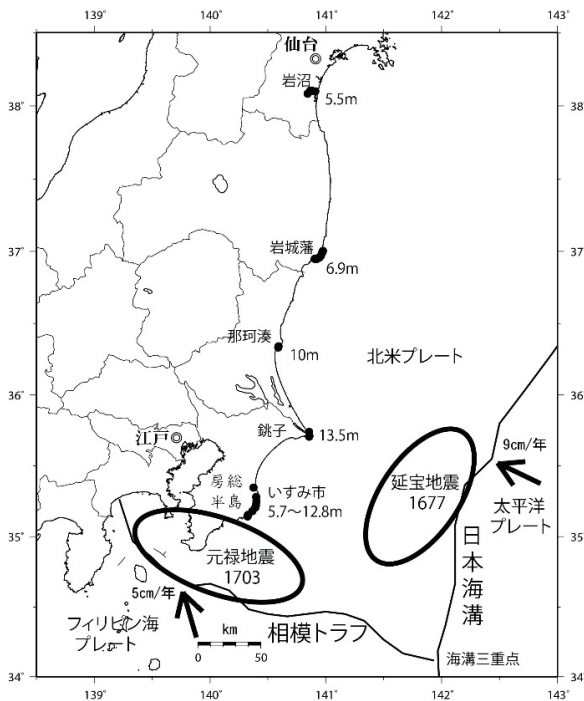 139°
140°
141°
142°
143°
仙台
岩沼
5.5m
38°
38°
岩城藩
6.9m
37°
37°
那珂湊
10m
北米プレート
36°
36°
銚子
13.5m
江戸
9cm/年
房総
半島
いすみ市
5.7～12.8m
延宝地震
1677
太平洋
プレート
35°
35°
元禄地震
1703
日本海溝
5cm/年
フィリピン海
プレート
km
0
50
相模トラフ
海溝三重点
34°
34°
139°
140°
141°
142°
143°